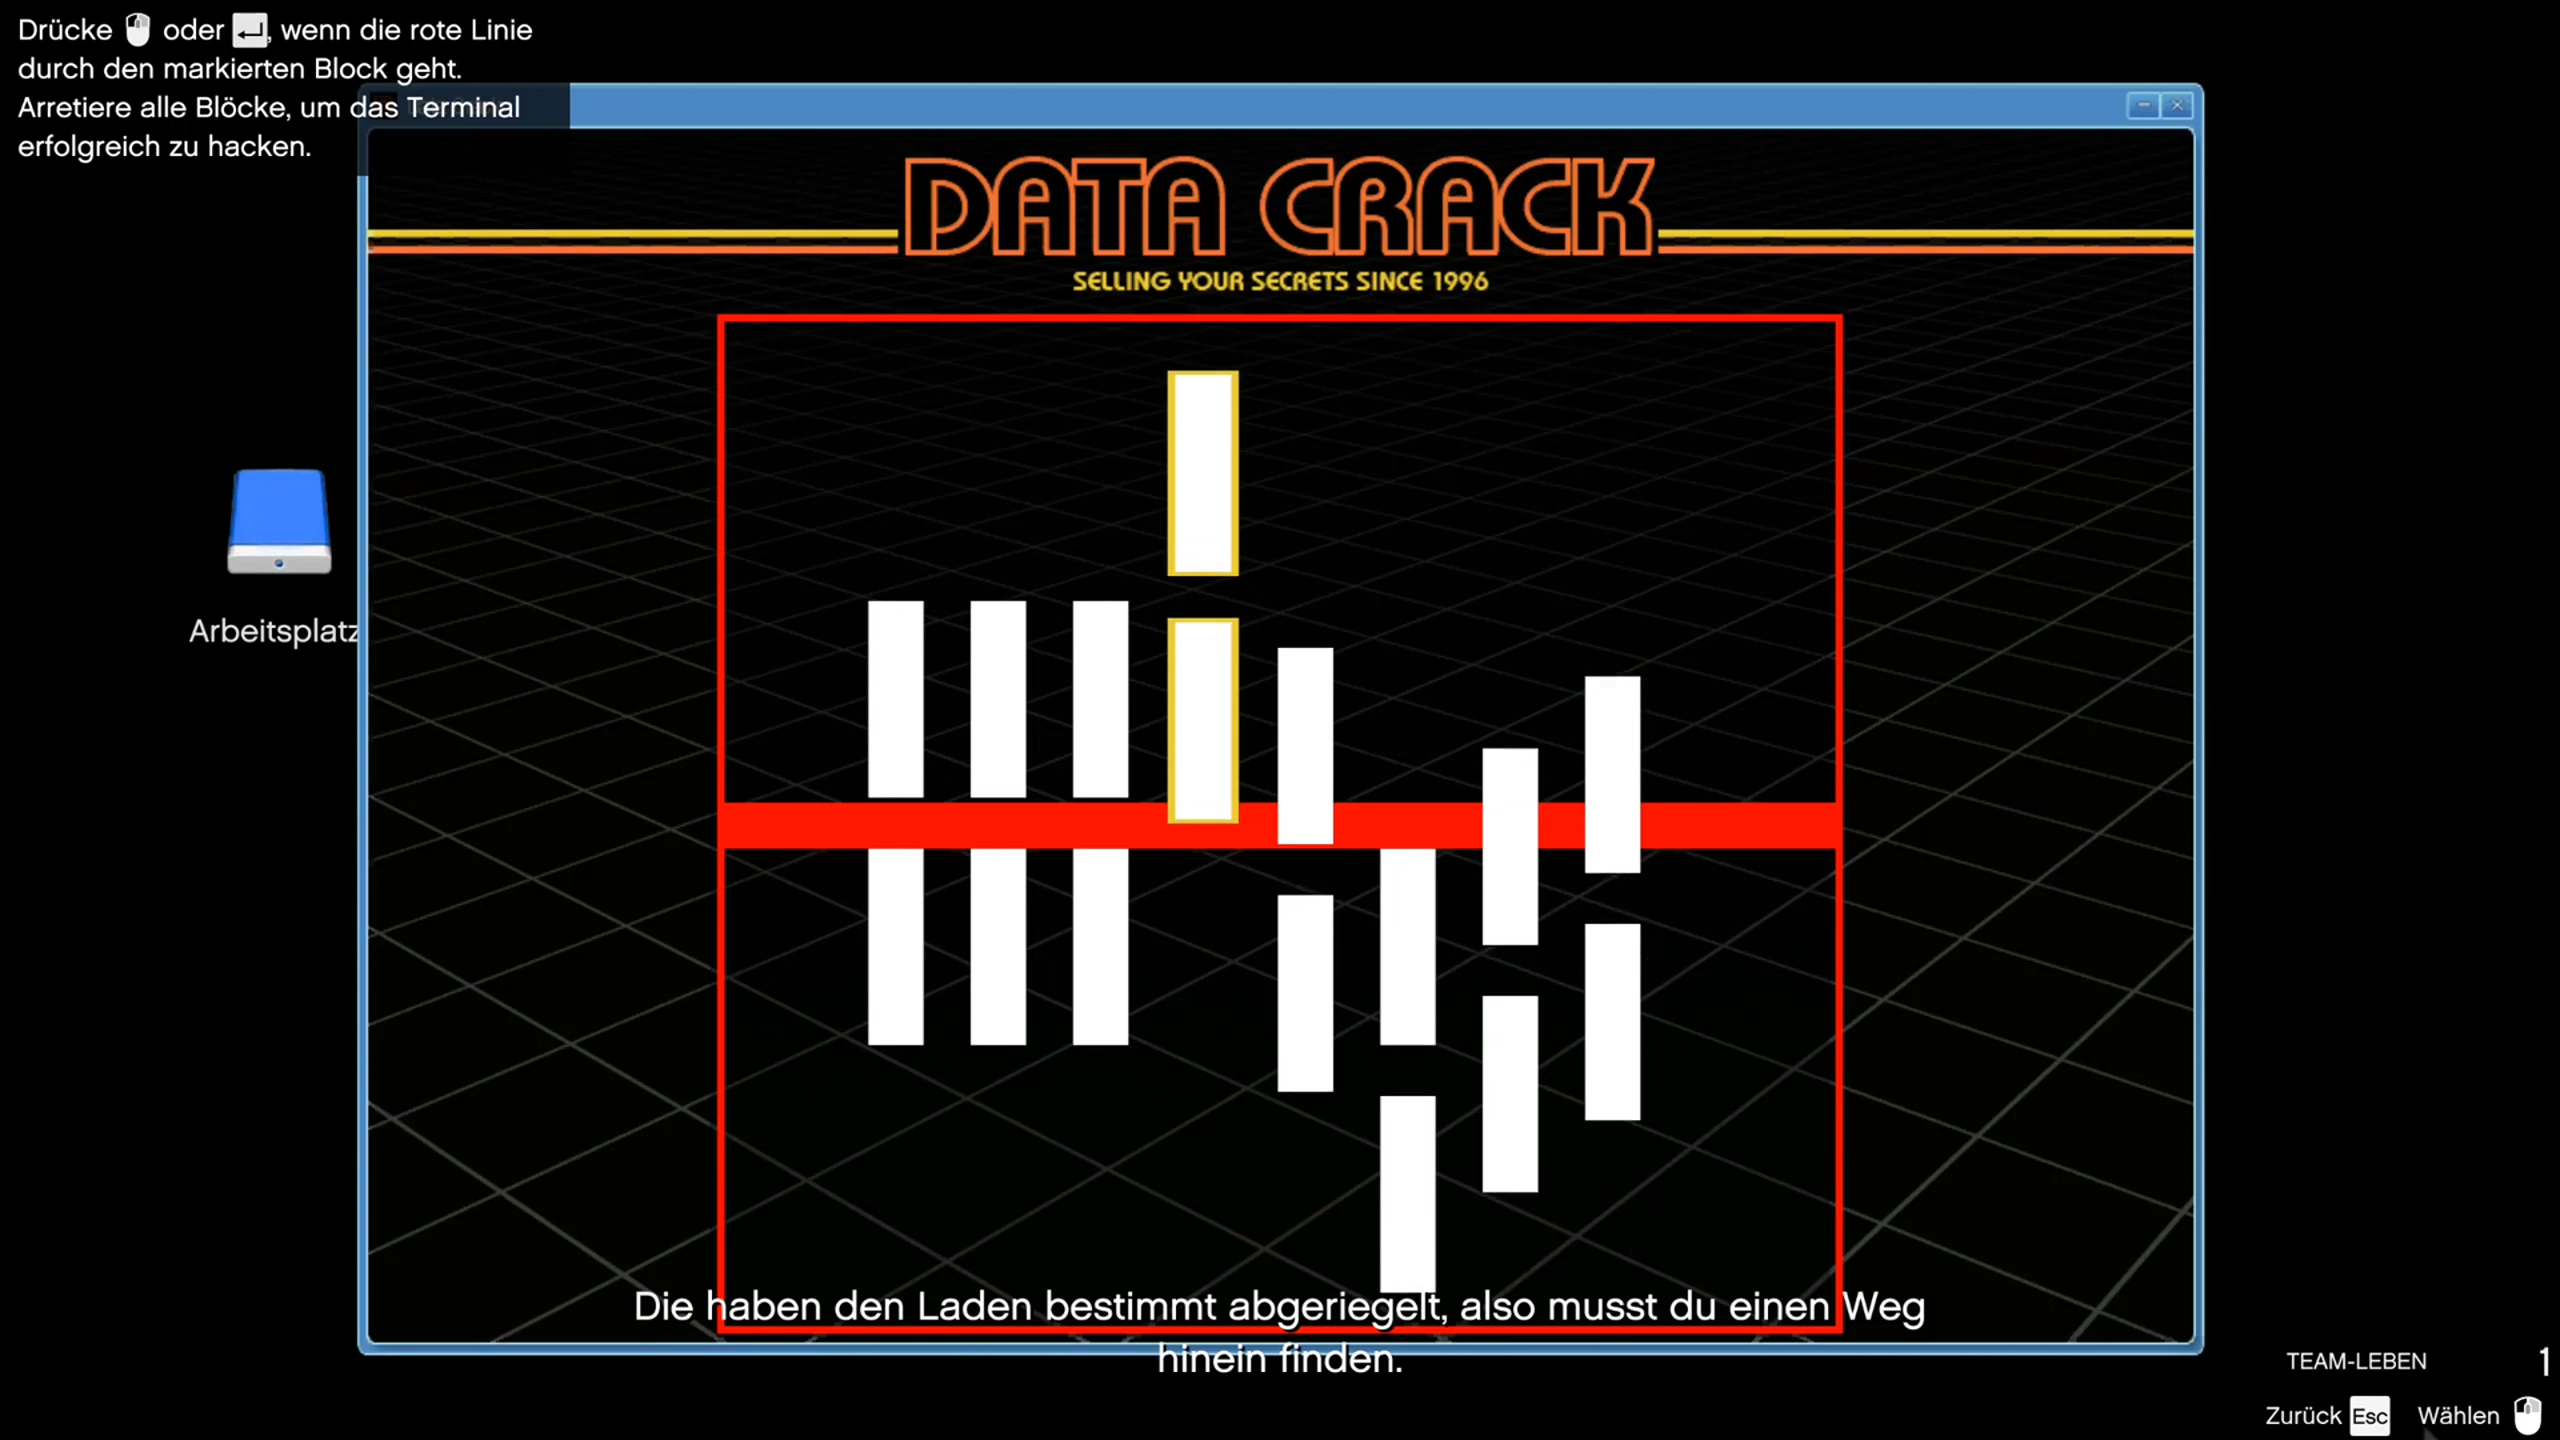 Drücke oder , wenn die rote Linie
durch den markierten Block geht.
Arretiere alle Blöcke, um das Terminal
erfolgreich zu hacken.
DATA CRACK
SELLING YOUR SECRETS SINCE 1996
Arbeitsplatz
Die haben den Laden bestimmt abgeriegelt, also musst du einen Weg
hinein finden.
TEAM-LEBEN 1
Zurück Esc Wählen